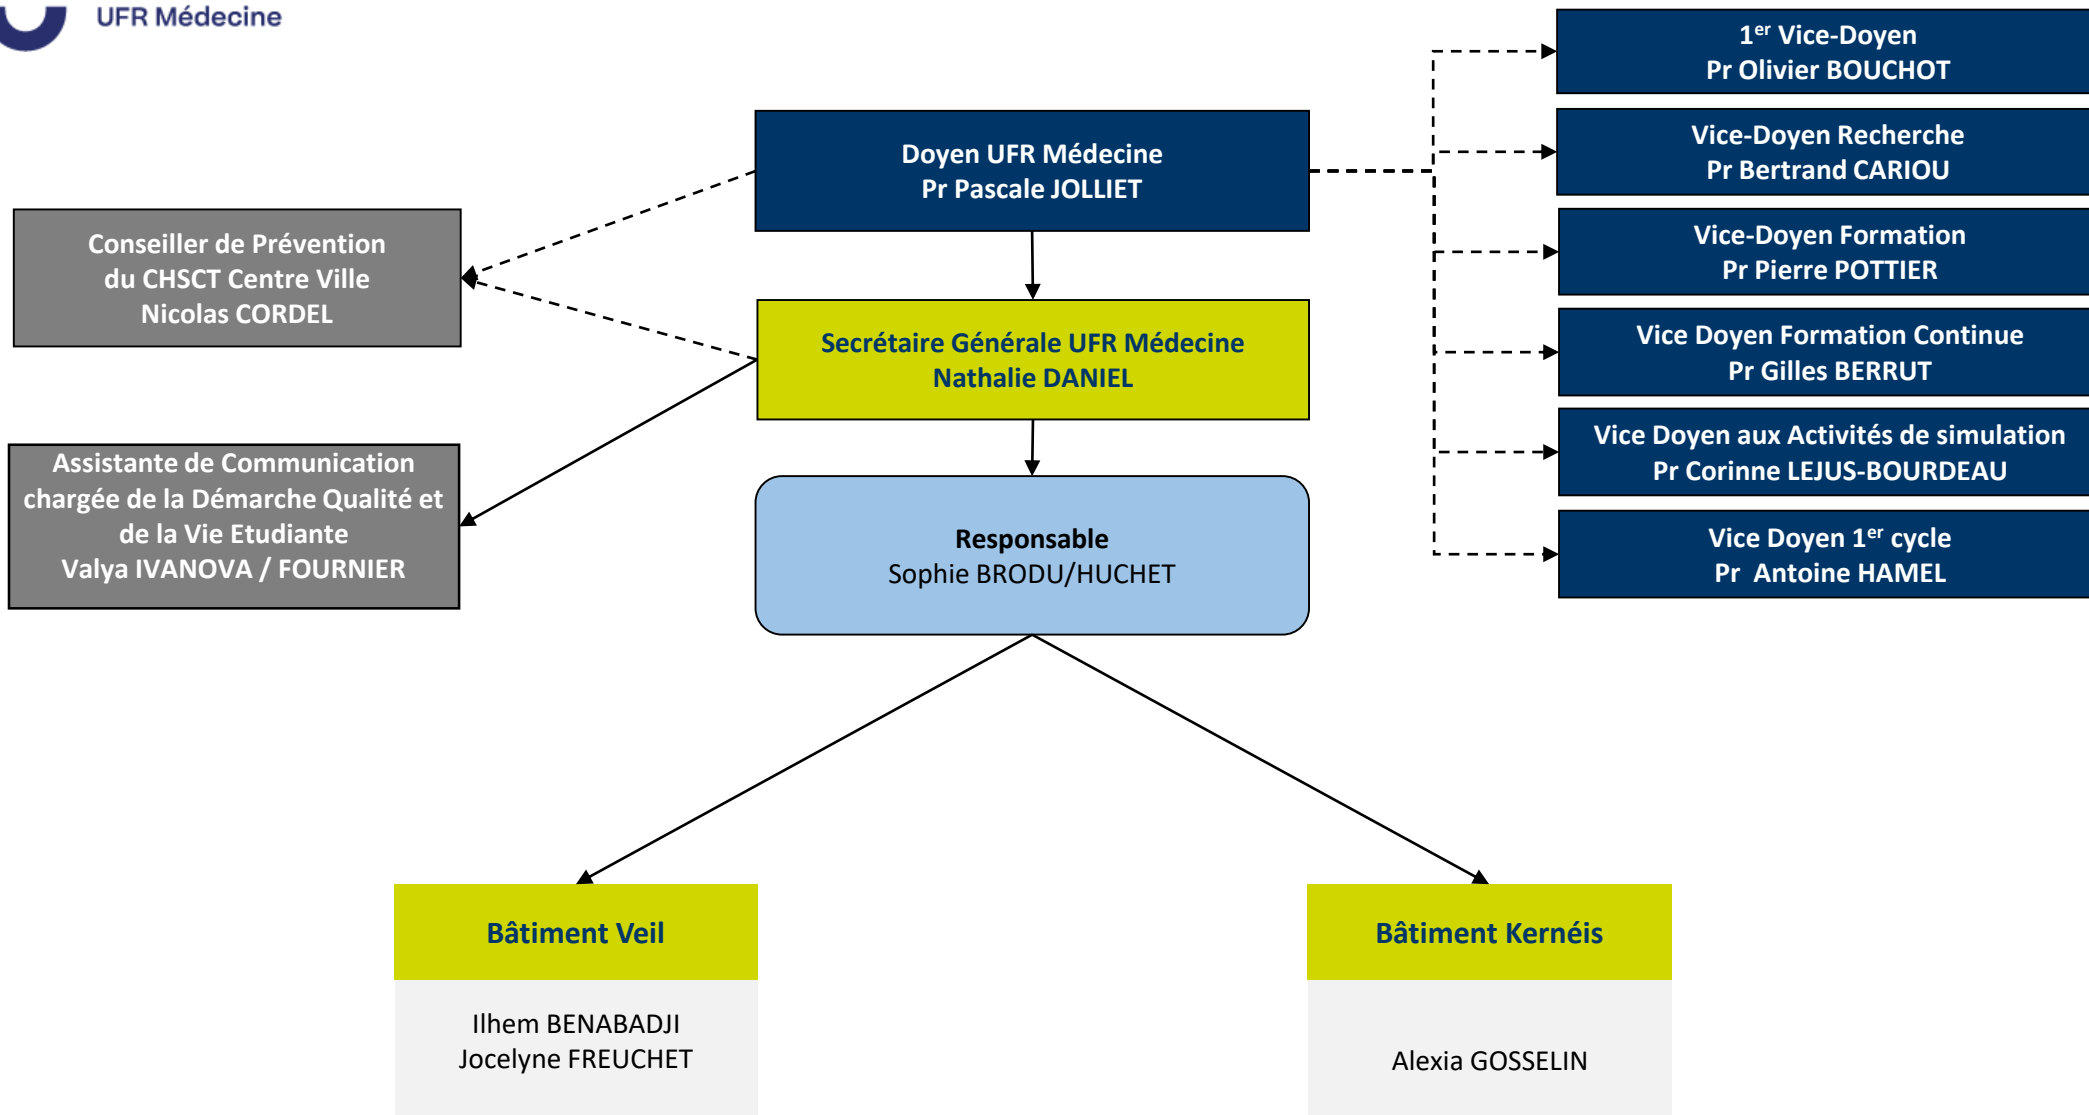 UFR Médecine
1er Vice-Doyen
Pr Olivier BOUCHOT
Doyen UFR Médecine
Pr Pascale JOLLIET
Vice-Doyen Recherche
Pr Bertrand CARIOU
Conseiller de Prévention
du CHSCT Centre Ville
Nicolas CORDEL
Vice-Doyen Formation
Pr Pierre POTTIER
Secrétaire Générale UFR Médecine
Nathalie DANIEL
Vice Doyen Formation Continue
Pr Gilles BERRUT
Assistante de Communication
chargée de la Démarche Qualité et
de la Vie Etudiante
Valya IVANOVA / FOURNIER
Vice Doyen aux Activités de simulation
Pr Corinne LEJUS-BOURDEAU
Responsable
Sophie BRODU/HUCHET
Vice Doyen 1er cycle
Pr Antoine HAMEL
Bâtiment Veil
Ilhem BENABADJI
Jocelyne FREUCHET
Bâtiment Kernéis
Alexia GOSSELIN